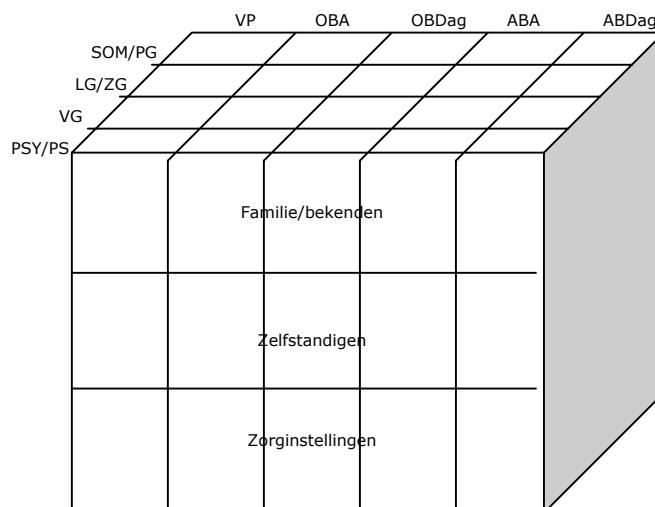 VP OBA OBDag ABA ABDag
SOM/PG
LG/ZG
VG
PSY/PS
Familie/bekenden
Zelfstandigen
Zorginstellingen